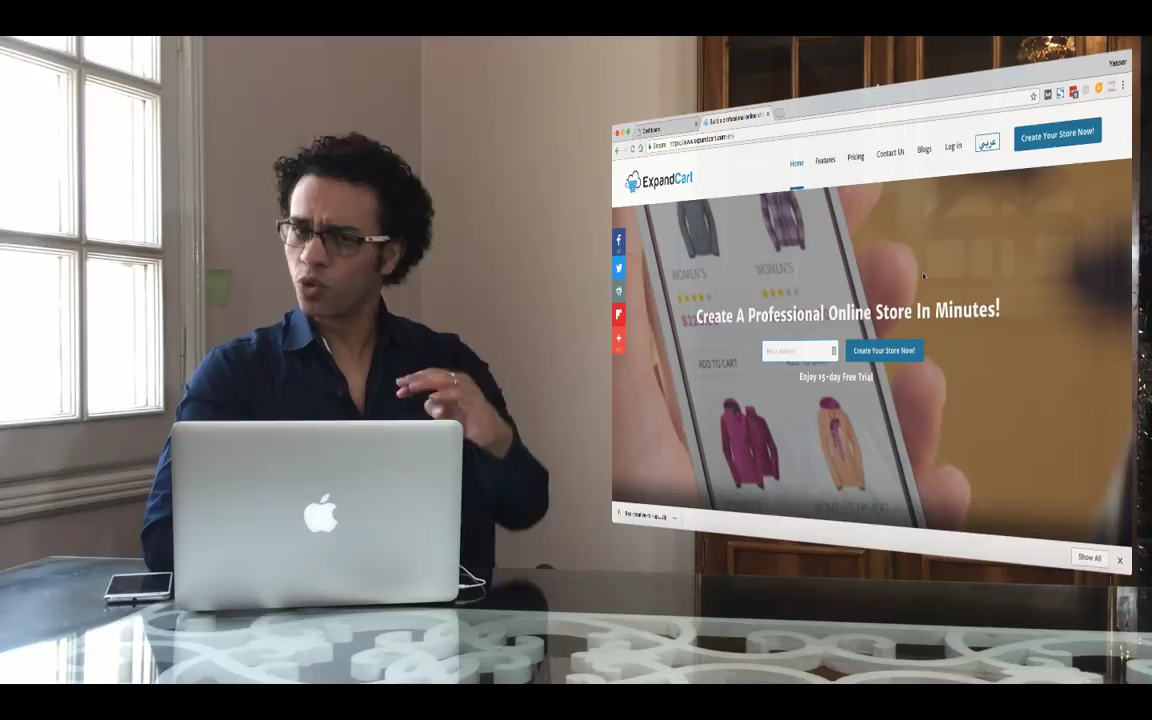 Yasser
Secure
Home
Features
Pricing
Contact Us
Blogs
Log in
عربي
Create Your Store Now!
ExpandCart
WOMEN'S
WOMEN'S
Create A Professional Online Store In Minutes!
Create Your Store Now!
ADD TO CART
Enjoy 15-day Free Trial
Show All